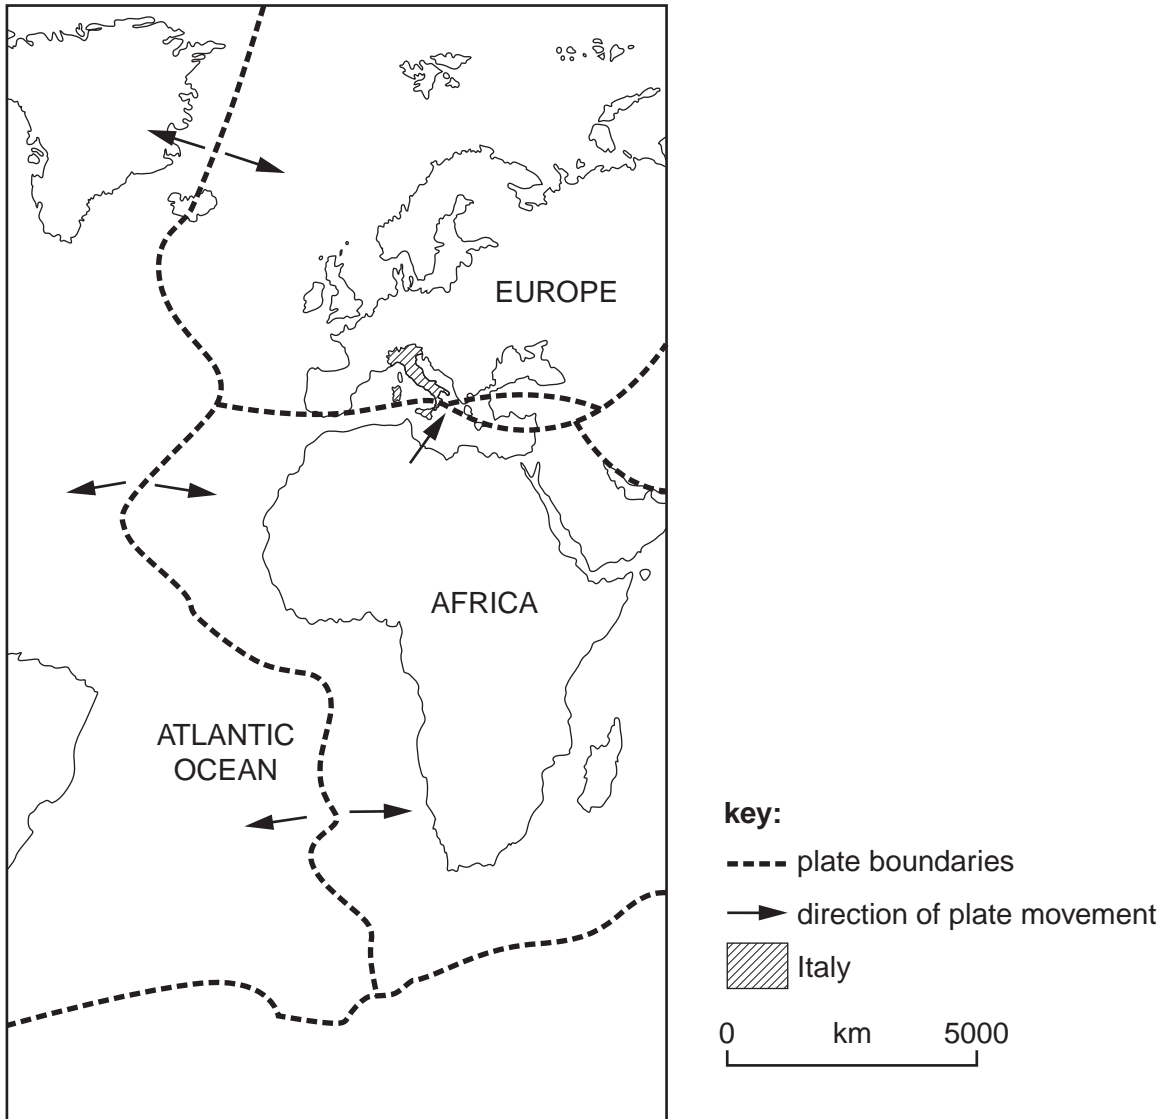 EUROPE
AFRICA
ATLANTIC
OCEAN
key:
plate boundaries
direction of plate movement
Italy
0 km 5000